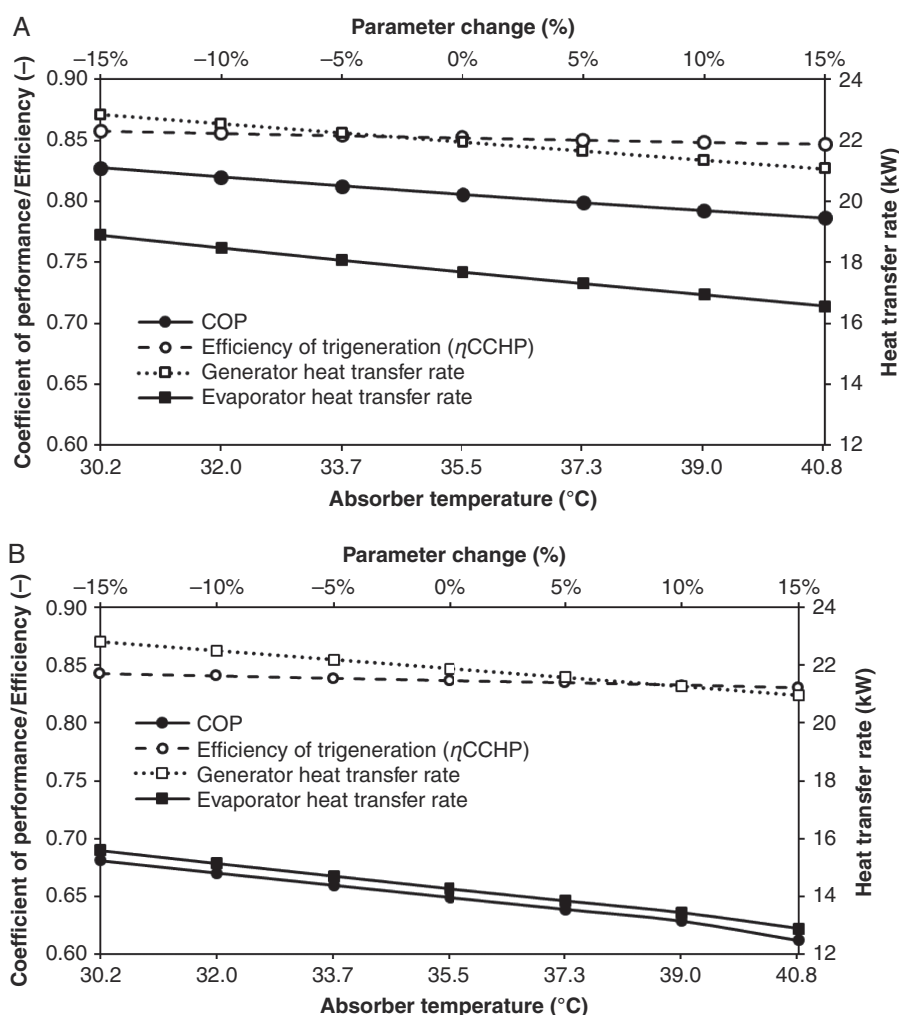 A
Parameter change (%)
–15% –10% –5% 0% 5% 10% 15%
Coefficient of performance/Efficiency (–)
0.90
0.85
0.80
0.75
0.70
0.65
0.60
24
22
20
18
16
14
12
Heat transfer rate (kW)
COP
Efficiency of trigeneration (ηCCHP)
Generator heat transfer rate
Evaporator heat transfer rate
30.2 32.0 33.7 35.5 37.3 39.0 40.8
Absorber temperature (°C)
B
Parameter change (%)
–15% –10% –5% 0% 5% 10% 15%
Coefficient of performance/Efficiency (–)
0.90
0.85
0.80
0.75
0.70
0.65
0.60
24
22
20
18
16
14
12
Heat transfer rate (kW)
COP
Efficiency of trigeneration (ηCCHP)
Generator heat transfer rate
Evaporator heat transfer rate
30.2 32.0 33.7 35.5 37.3 39.0 40.8
Absorber temperature (°C)